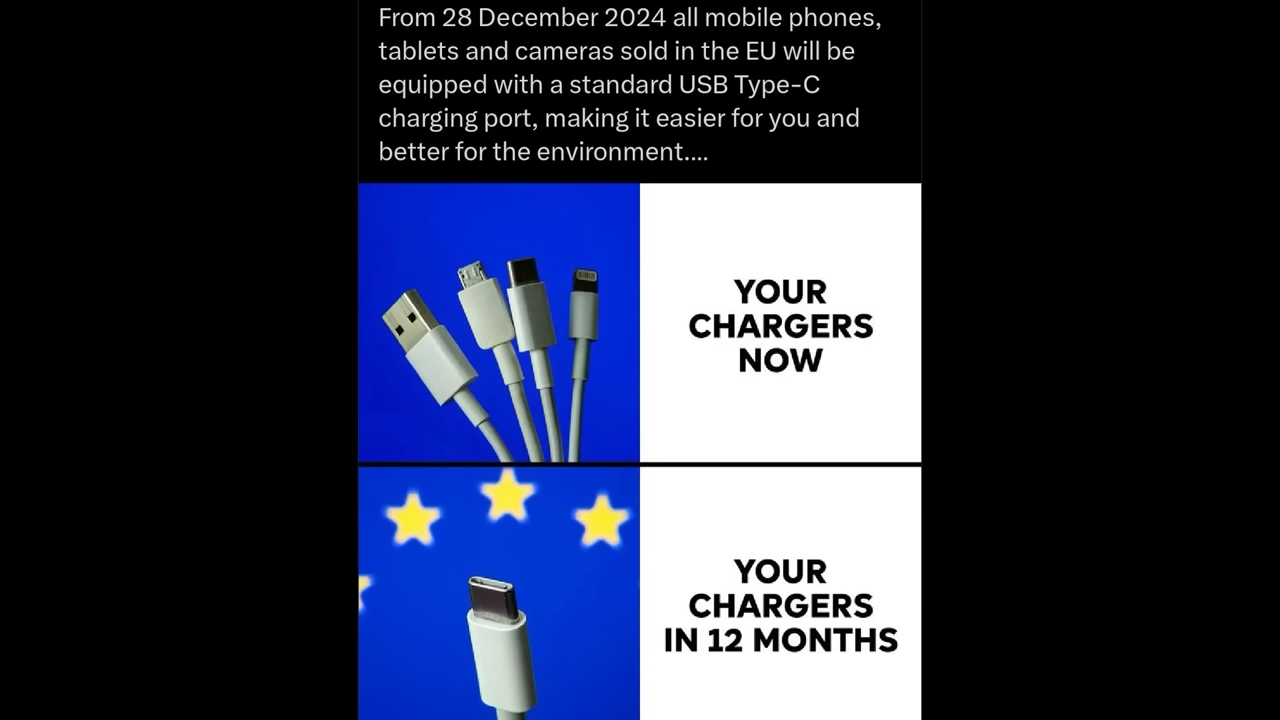 From 28 December 2024 all mobile phones,
tablets and cameras sold in the EU will be
equipped with a standard USB Type-C
charging port, making it easier for you and
better for the environment....
YOUR
CHARGERS
NOW
YOUR
CHARGERS
IN 12 MONTHS